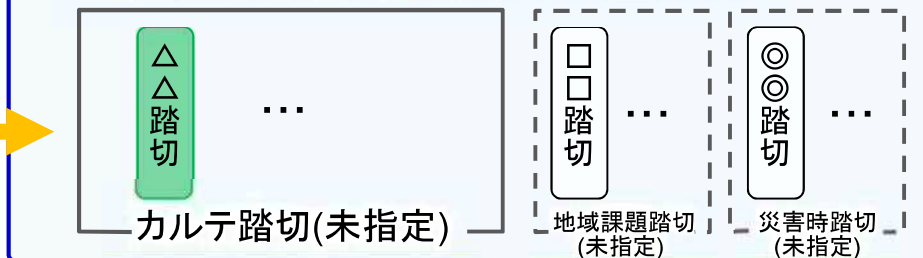 △△踏切
…
カルテ踏切(未指定)
□□踏切
…
地域課題踏切
(未指定)
◎◎踏切
…
災害時踏切
(未指定)